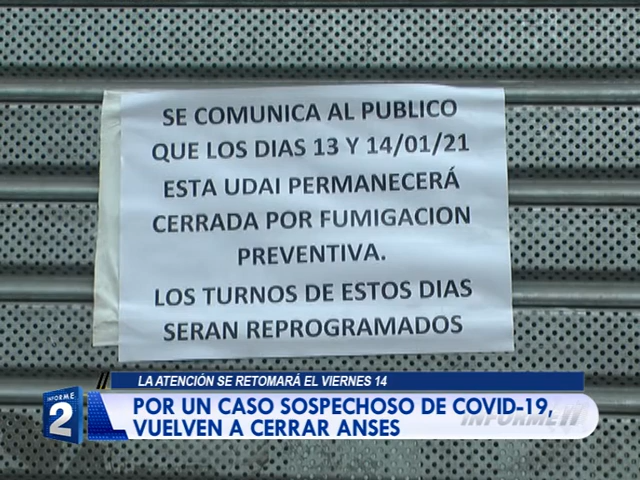 SE COMUNICA AL PUBLICO
QUE LOS DIAS 13 Y 14/01/21
ESTA UDAI PERMANECERÁ
CERRADA POR FUMIGACION
PREVENTIVA.
LOS TURNOS DE ESTOS DIAS
SERAN REPROGRAMADOS
LA ATENCIÓN SE RETOMARÁ EL VIERNES 14
INFORME
2
POR UN CASO SOSPECHOSO DE COVID-19,
VUELVEN A CERRAR ANSES
INFORME